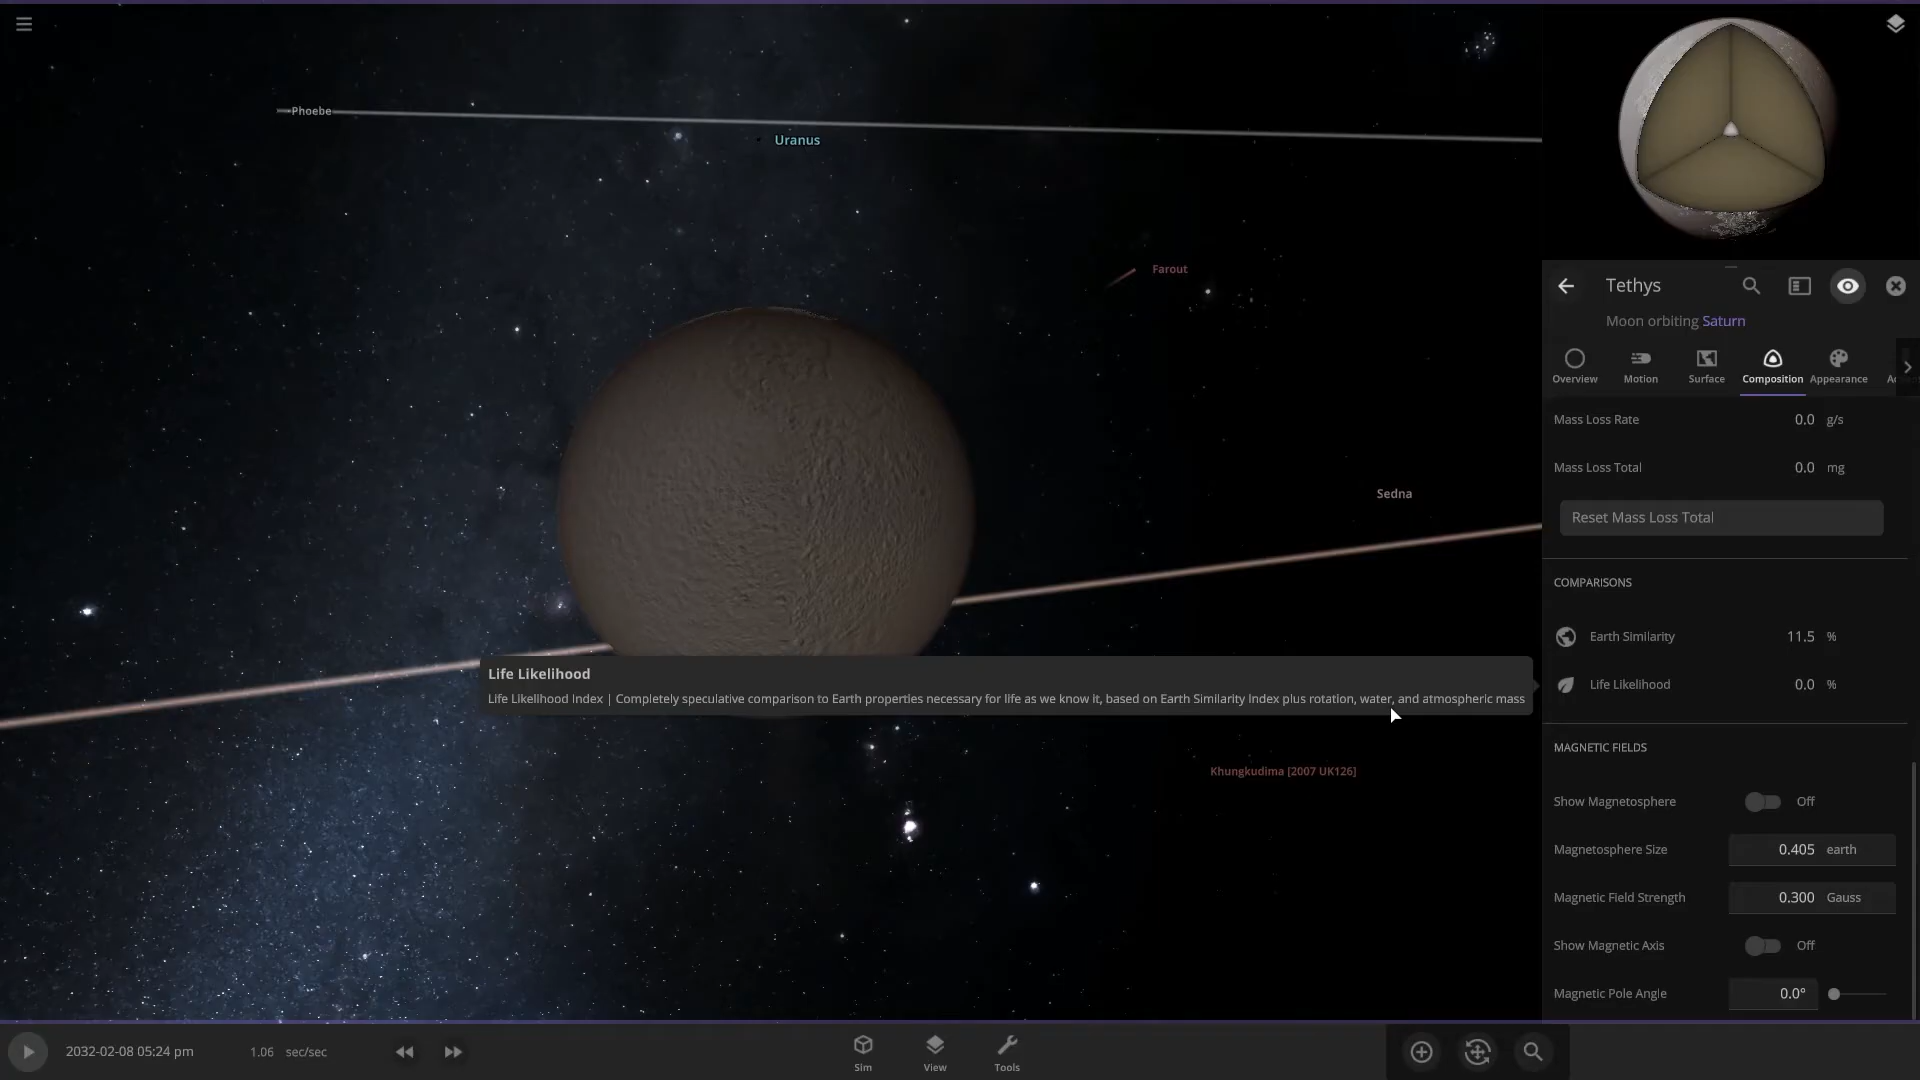 Phoebe
Uranus
Farout
Sedna
Khungkudima [2007 UK126]
Life Likelihood
Life Likelihood Index | Completely speculative comparison to Earth properties necessary for life as we know it, based on Earth Similarity Index plus rotation, water, and atmospheric mass
Tethys
Moon orbiting Saturn
Overview Motion Surface Composition Appearance
Mass Loss Rate 0.0 g/s
Mass Loss Total 0.0 mg
Reset Mass Loss Total
COMPARISONS
Earth Similarity 11.5 %
Life Likelihood 0.0 %
MAGNETIC FIELDS
Show Magnetosphere Off
Magnetosphere Size 0.405 earth
Magnetic Field Strength 0.300 Gauss
Show Magnetic Axis Off
Magnetic Pole Angle 0.0°
2032-02-08 05:24 pm 1.06 sec/sec
Sim View Tools